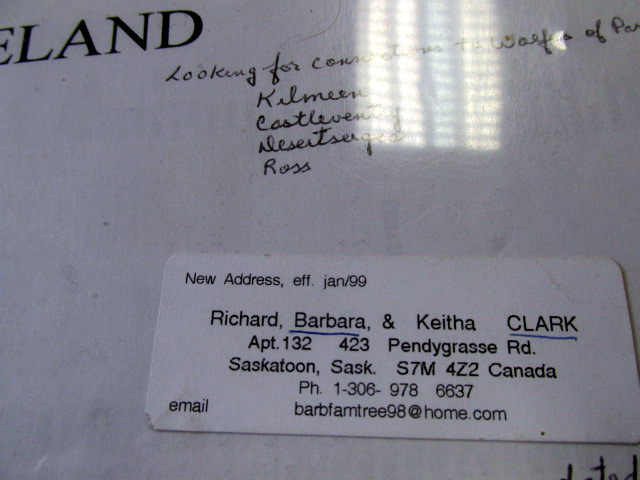 ELAND
Looking for connections to Wolfes of Par
Kilmeen
Castleventry
Desertserges
Ross
New Address, eff. jan/99
Richard, Barbara, & Keitha CLARK
Apt.132 423 Pendygrasse Rd.
Saskatoon, Sask. S7M 4Z2 Canada
Ph. 1-306- 978 6637
email barbfamtree98@home.com